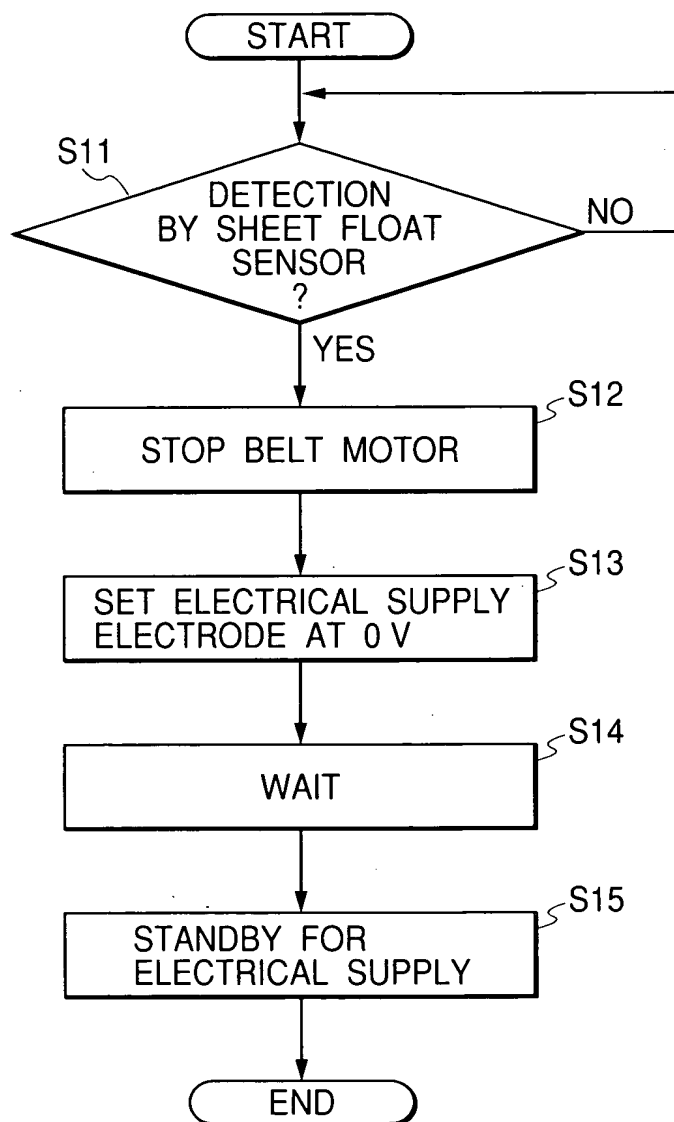 START
S11
DETECTION
BY SHEET FLOAT
SENSOR
?
NO
YES
S12
STOP BELT MOTOR
S13
SET ELECTRICAL SUPPLY
ELECTRODE AT 0 V
S14
WAIT
S15
STANDBY FOR
ELECTRICAL SUPPLY
END